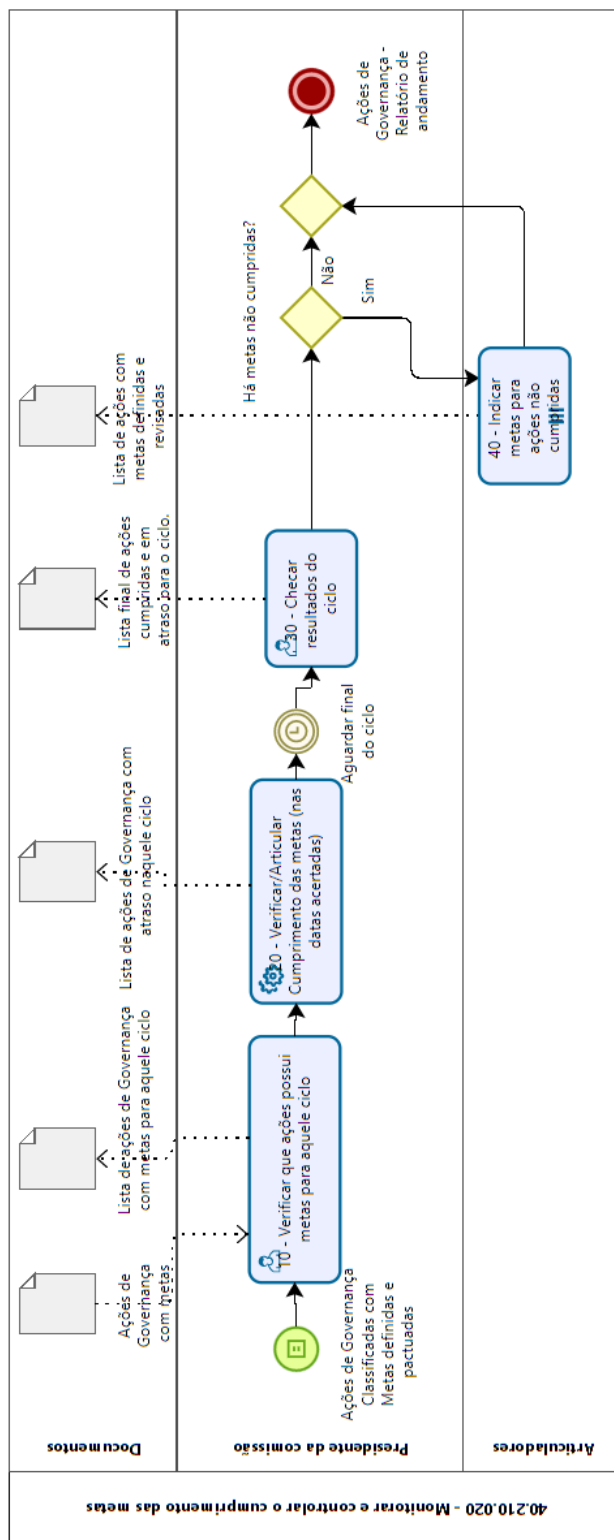 40.210.020 - Monitorar e controlar o cumprimento das metas
Documentos
Ações de
Governança
com metas
Lista de ações de Governança
com metas para aquele ciclo
Lista de ações de Governança com
atraso naquele ciclo
Lista final de ações
cumpridas e em
atraso para o ciclo.
Lista de ações com
metas definidas e
revisadas
Presidente da comissão
Ações de Governança
Classificadas com
Metas definidas e
pactuadas
10 - Verificar que ações possui
metas para aquele ciclo
20 - Verificar/Articular
Cumprimento das metas (nas
datas acertadas)
Aguardar final
do ciclo
30 - Checar
resultados do
ciclo
Há metas não cumpridas?
Não
Sim
Ações de
Governança -
Relatório de
andamento
Articuladores
40 - Indicar
metas para
ações não
cumpridas